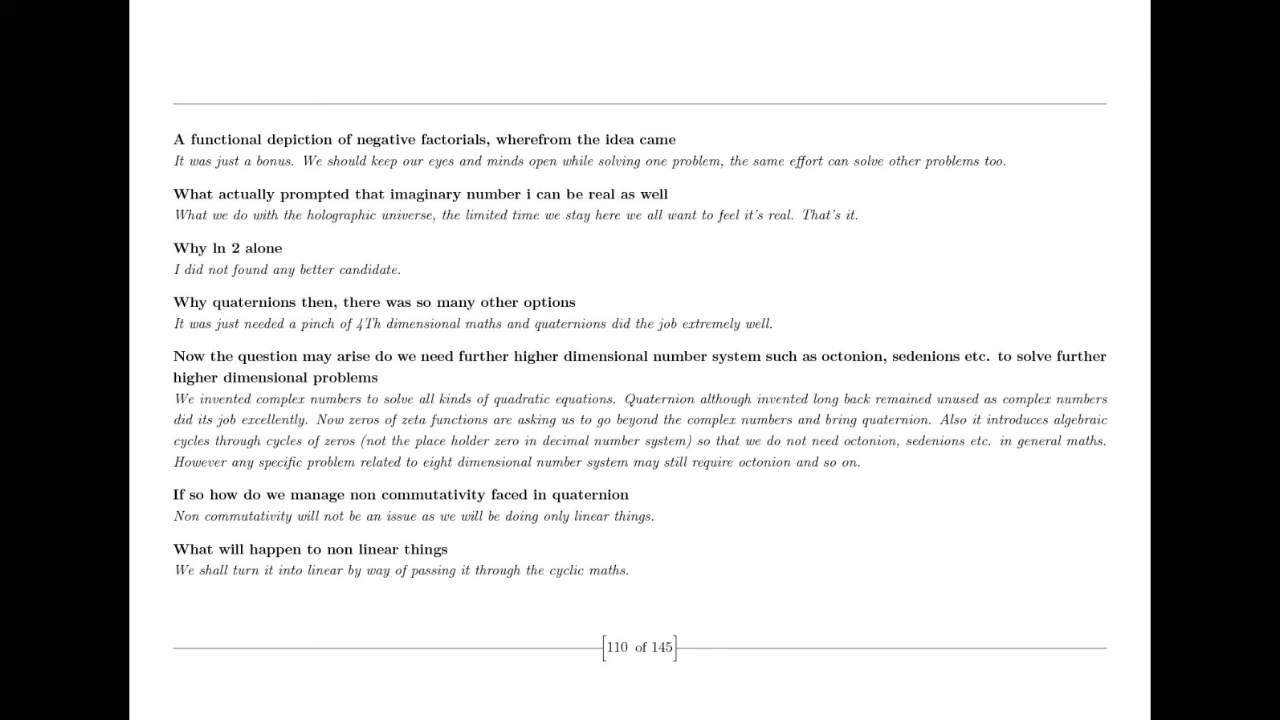 A functional depiction of negative factorials, wherefrom the idea came
It was just a bonus. We should keep our eyes and minds open while solving one problem, the same effort can solve other problems too.
What actually prompted that imaginary number i can be real as well
What we do with the holographic universe, the limited time we stay here we all want to feel it's real. That's it.
Why ln 2 alone
I did not found any better candidate.
Why quaternions then, there was so many other options
It was just needed a pinch of 4Th dimensional maths and quaternions did the job extremely well.
Now the question may arise do we need further higher dimensional number system such as octonion, sedenions etc. to solve further
higher dimensional problems
We invented complex numbers to solve all kinds of quadratic equations. Quaternion although invented long back remained unused as complex numbers
did its job excellently. Now zeros of zeta functions are asking us to go beyond the complex numbers and bring quaternion. Also it introduces algebraic
cycles through cycles of zeros (not the place holder zero in decimal number system) so that we do not need octonion, sedenions etc. in general maths.
However any specific problem related to eight dimensional number system may still require octonion and so on.
If so how do we manage non commutativity faced in quaternion
Non commutativity will not be an issue as we will be doing only linear things.
What will happen to non linear things
We shall turn it into linear by way of passing it through the cyclic maths.
[110 of 145]